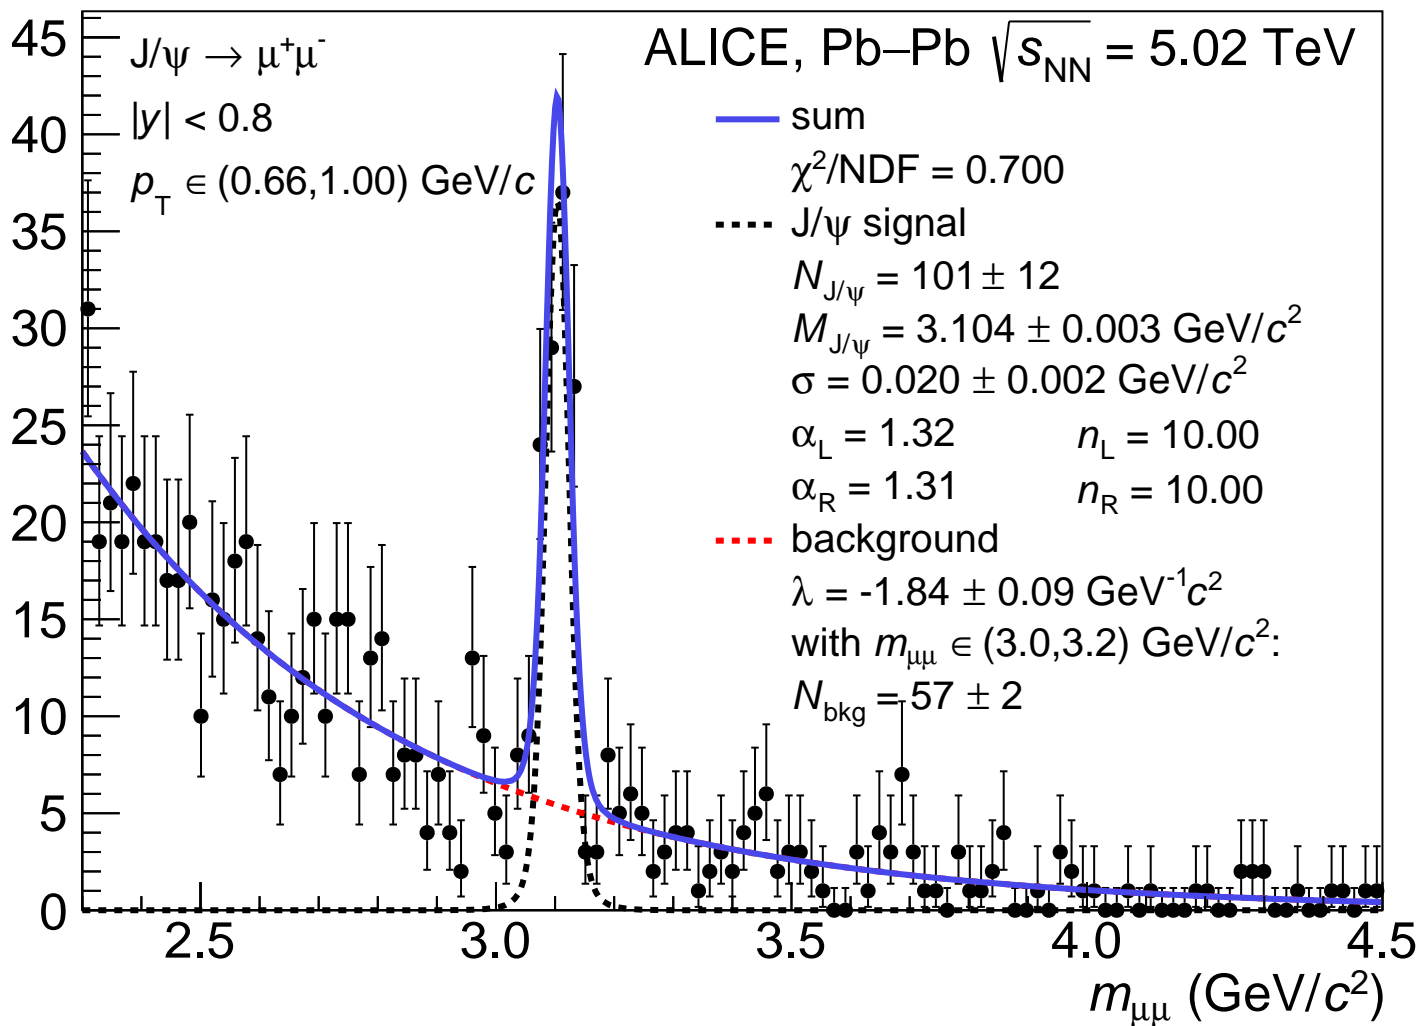 ALICE, Pb–Pb √s_NN = 5.02 TeV
J/ψ → μ⁺μ⁻
|y| < 0.8
p_T ∈ (0.66,1.00) GeV/c
sum
χ²/NDF = 0.700
J/ψ signal
N_J/ψ = 101 ± 12
M_J/ψ = 3.104 ± 0.003 GeV/c²
σ = 0.020 ± 0.002 GeV/c²
α_L = 1.32 n_L = 10.00
α_R = 1.31 n_R = 10.00
background
λ = -1.84 ± 0.09 GeV⁻¹c²
with m_μμ ∈ (3.0,3.2) GeV/c²:
N_bkg = 57 ± 2
45
40
35
30
25
20
15
10
5
0
2.5 3.0 3.5 4.0 4.5
m_μμ (GeV/c²)